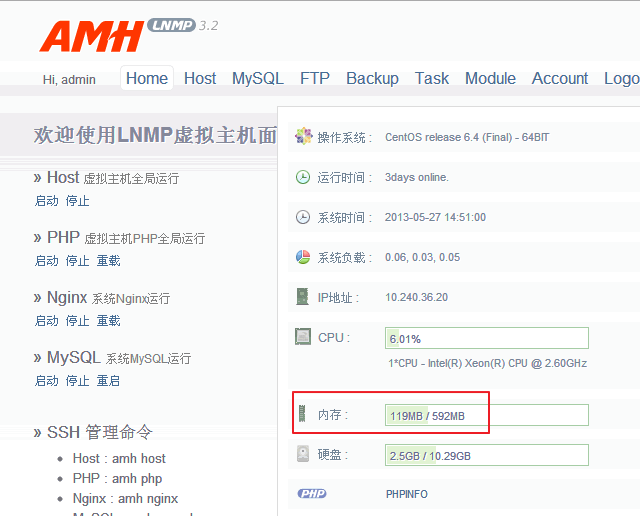 AMH LNMP 3.2
Hi, admin Home Host MySQL FTP Backup Task Module Account Logo
欢迎使用LNMP虚拟主机面
» Host 虚拟主机全局运行
启动 停止
» PHP 虚拟主机PHP全局运行
启动 停止 重载
» Nginx 系统Nginx运行
启动 停止 重载
» MySQL 系统MySQL运行
启动 停止 重启
» SSH 管理命令
• Host : amh host
• PHP : amh php
• Nginx : amh nginx
操作系统 : CentOS release 6.4 (Final) - 64BIT
运行时间 : 3days online.
系统时间 : 2013-05-27 14:51:00
系统负载 : 0.06, 0.03, 0.05
IP地址 : 10.240.36.20
CPU : 6.01%
1*CPU - Intel(R) Xeon(R) CPU @ 2.60GHz
内存 : 119MB / 592MB
硬盘 : 2.5GB / 10.29GB
PHP PHPINFO